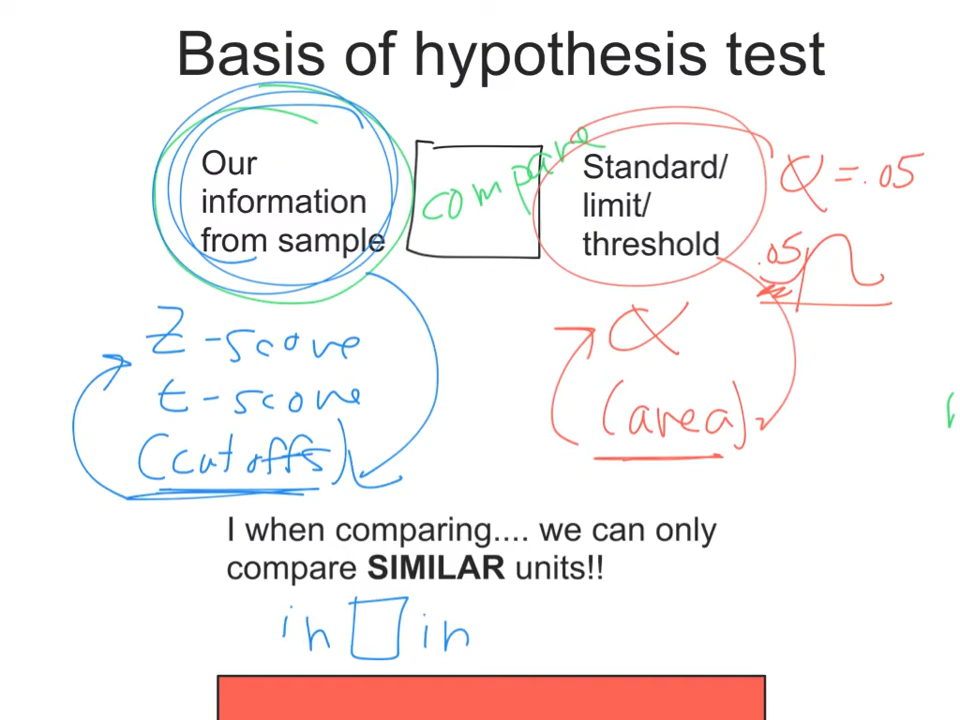 Basis of hypothesis test
Our
information
from sample
compare
Standard/
limit/
threshold
α = .05
.05
z-score
t-score
(cutoffs)
α
(area)
I when comparing.... we can only
compare SIMILAR units!!
in in